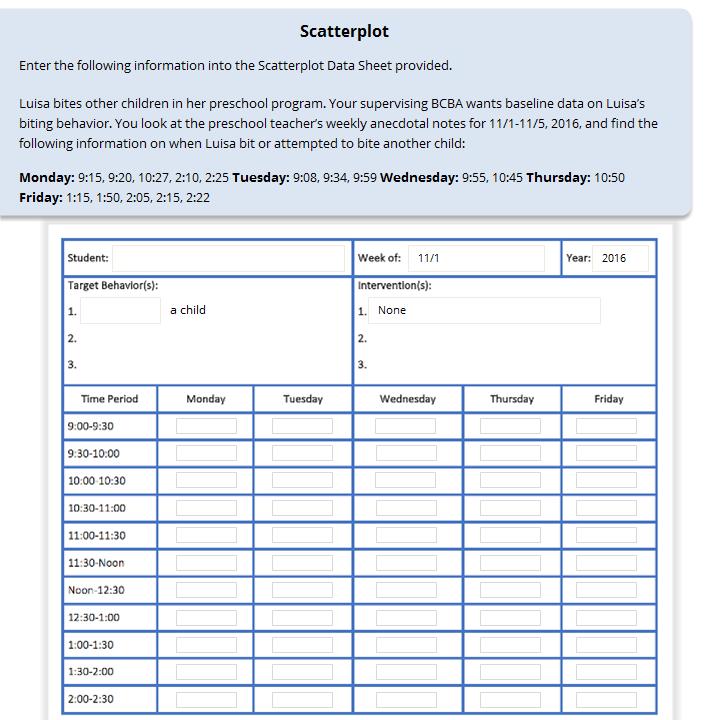 Scatterplot
Enter the following information into the Scatterplot Data Sheet provided.
Luisa bites other children in her preschool program. Your supervising BCBA wants baseline data on Luisa's
biting behavior. You look at the preschool teacher's weekly anecdotal notes for 11/1-11/5, 2016, and find the
following information on when Luisa bit or attempted to bite another child:
Monday: 9:15, 9:20, 10:27, 2:10, 2:25 Tuesday: 9:08, 9:34, 9:59 Wednesday: 9:55, 10:45 Thursday: 10:50
Friday: 1:15, 1:50, 2:05, 2:15, 2:22
Student: Week of: 11/1 Year: 2016
Target Behavior(s): Intervention(s):
1. a child 1. None
2. 2.
3. 3.
Time Period Monday Tuesday Wednesday Thursday Friday
9:00-9:30
9:30-10:00
10:00-10:30
10:30-11:00
11:00-11:30
11:30-Noon
Noon-12:30
12:30-1:00
1:00-1:30
1:30-2:00
2:00-2:30